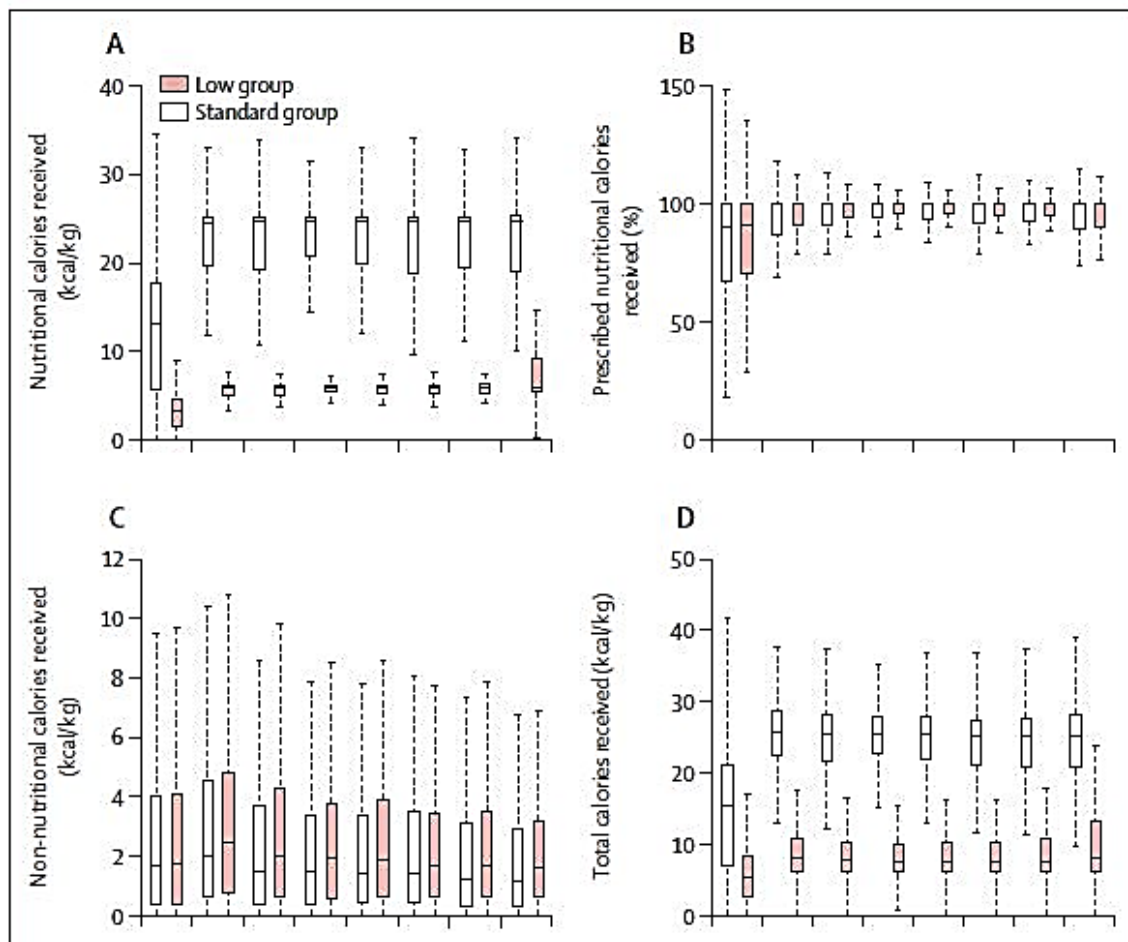 A
Low group
Standard group
Nutritional calories received
(kcal/kg)
40
30
20
10
0
B
Prescribed nutritional calories
received (%)
150
100
50
0
C
Non-nutritional calories received
(kcal/kg)
12
10
8
6
4
2
0
D
Total calories received (kcal/kg)
50
40
30
20
10
0